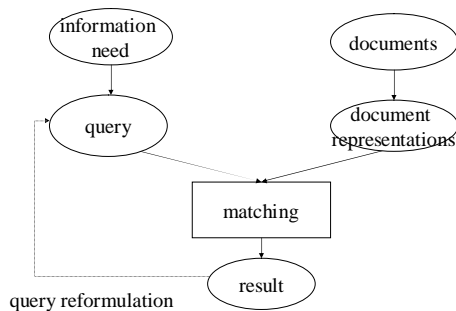 information
need
documents
query
document
representations
matching
result
query reformulation